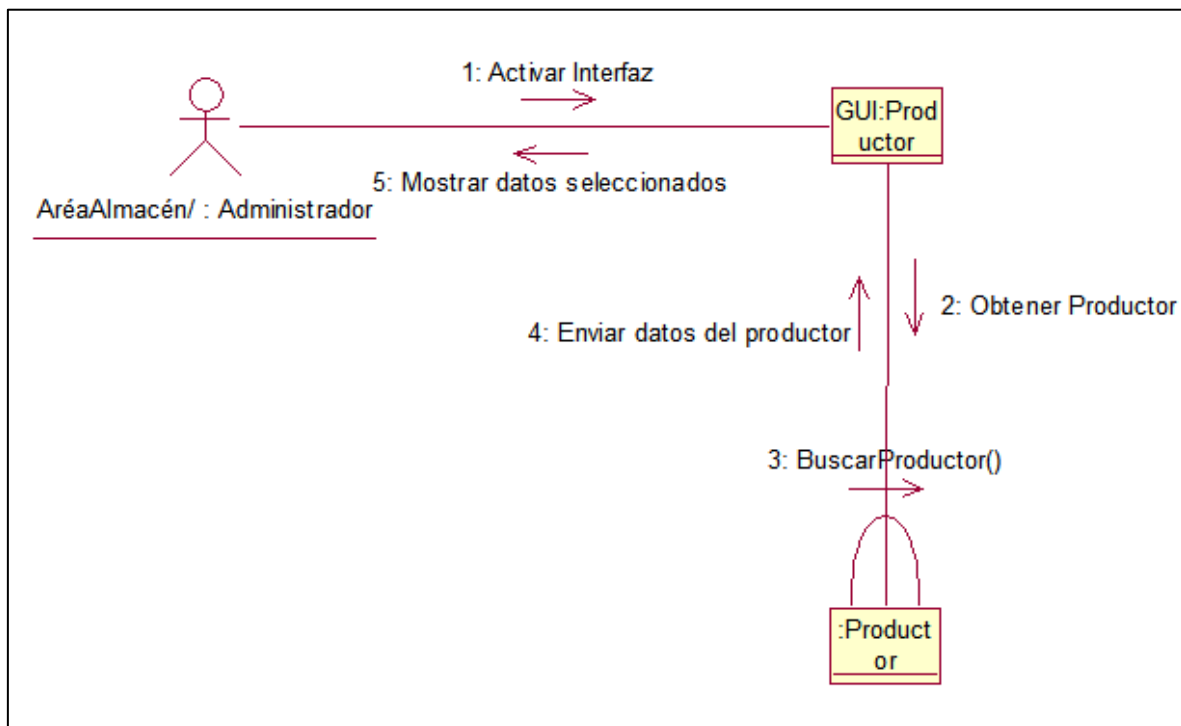 1: Activar Interfaz
GUI:Prod
uctor
5: Mostrar datos seleccionados
AréaAlmacén/ : Administrador
2: Obtener Productor
4: Enviar datos del productor
3: BuscarProductor()
:Product
or